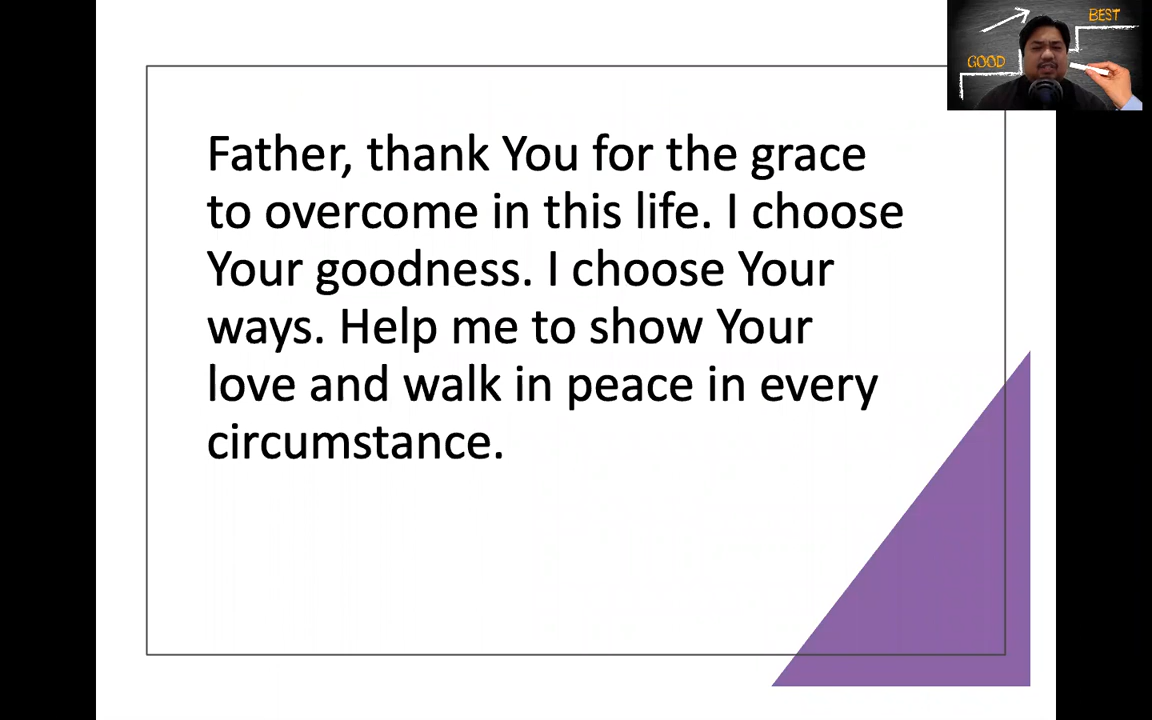 BEST
GOOD
Father, thank You for the grace
to overcome in this life. I choose
Your goodness. I choose Your
ways. Help me to show Your
love and walk in peace in every
circumstance.